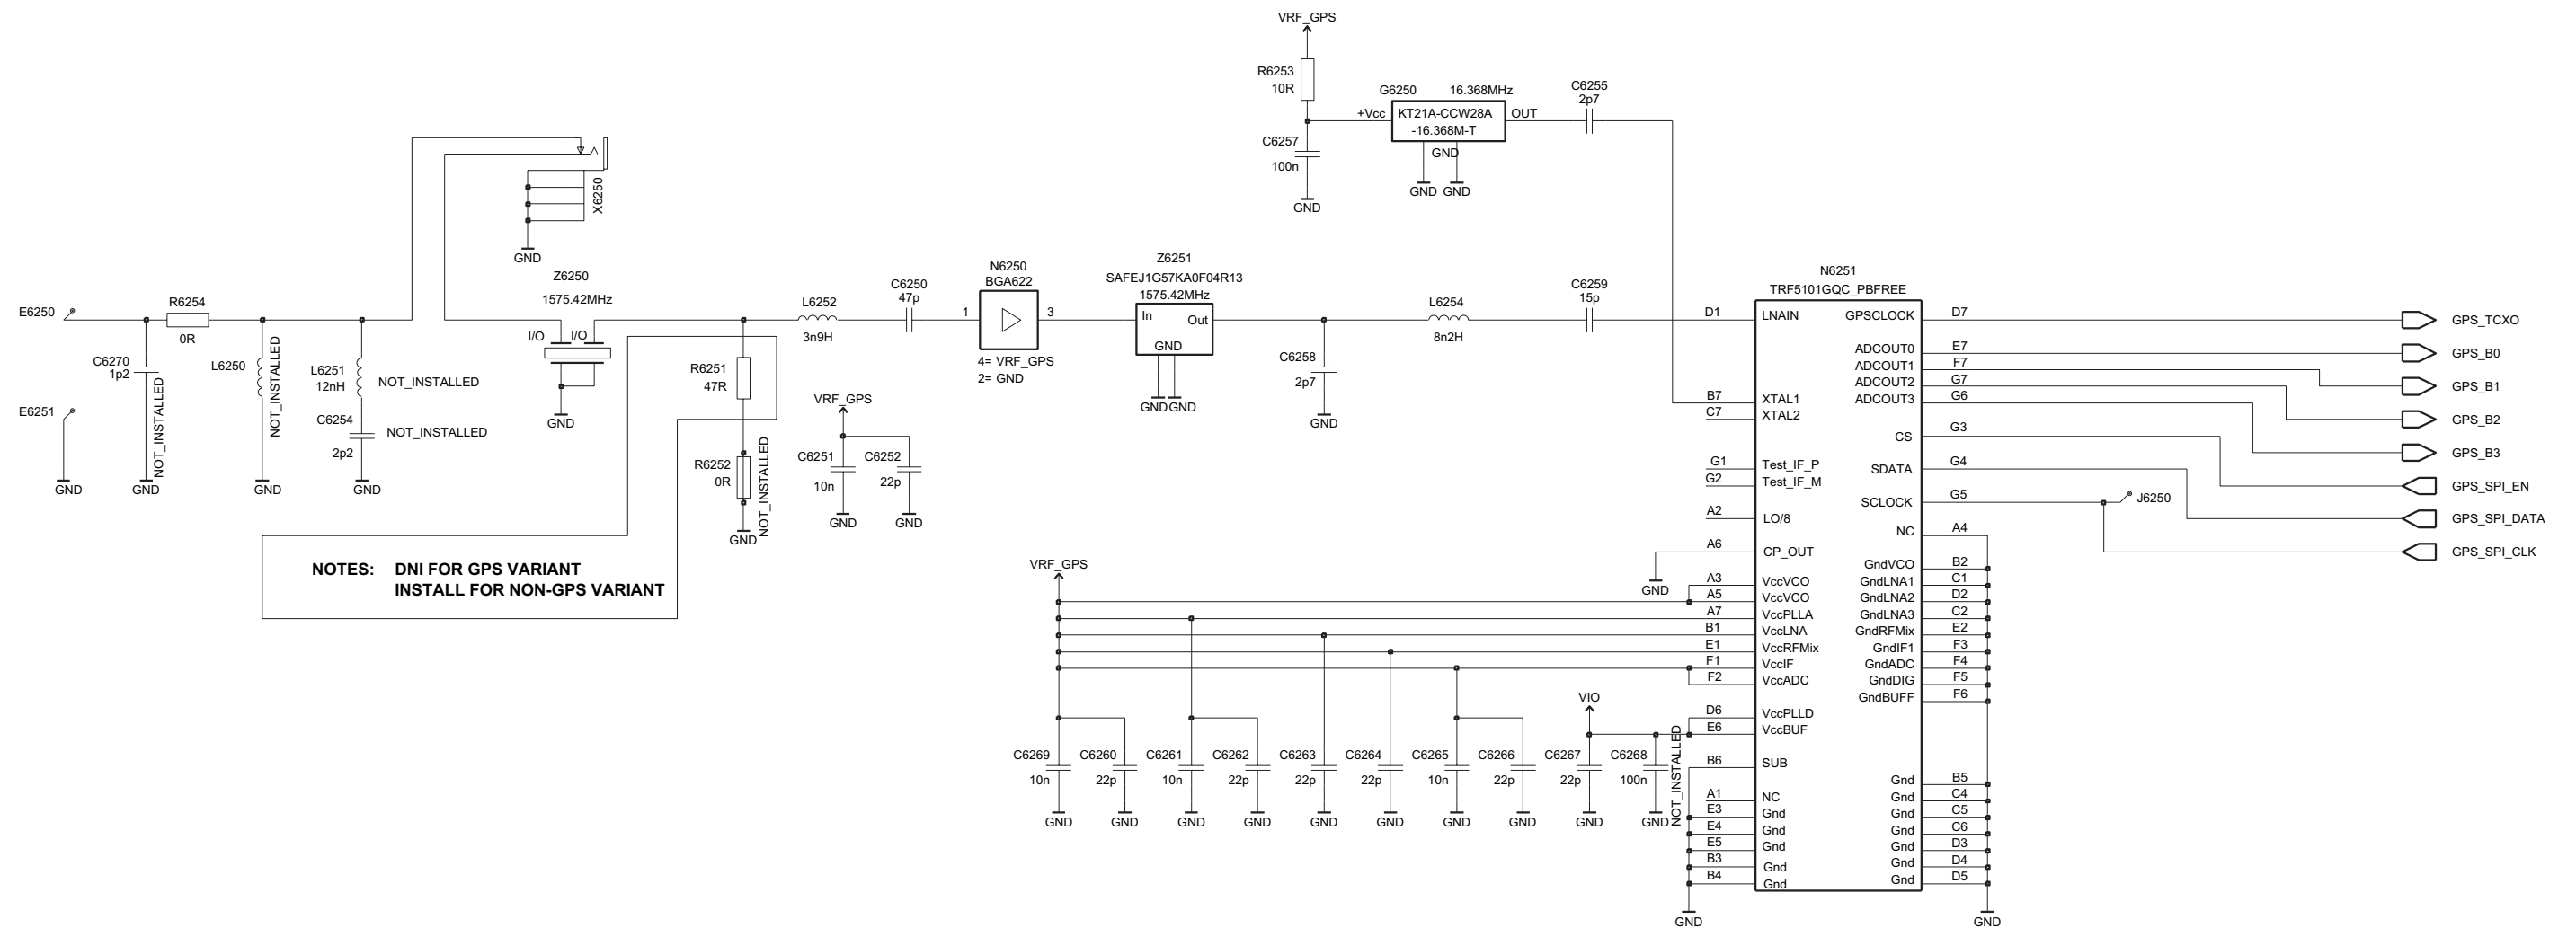 VRF_GPS
R6253
10R
G6250 16.368MHz
C6255
2p7
+Vcc
KT21A-CCW28A
-16.368M-T
OUT
GND
C6257
100n
GND GND
GND
X6250
GND
Z6250
1575.42MHz
I/O
I/O
GND
E6250
R6254
0R
E6251
GND
C6270
1p2
NOT_INSTALLED
GND
L6250
NOT_INSTALLED
GND
L6251
12nH
NOT_INSTALLED
C6254
2p2
NOT_INSTALLED
GND
L6252
3n9H
C6250
47p
N6250
BGA622
1
3
4= VRF_GPS
2= GND
Z6251
SAFEJ1G57KA0F04R13
1575.42MHz
In
Out
GND
GND GND
L6254
8n2H
C6259
15p
C6258
2p7
GND
R6251
47R
R6252
0R
NOT_INSTALLED
GND
VRF_GPS
C6251
10n
C6252
22p
GND
GND
NOTES: DNI FOR GPS VARIANT
INSTALL FOR NON-GPS VARIANT
N6251
TRF5101GQC_PBFREE
D1 LNAIN
B7 XTAL1
C7 XTAL2
G1 Test_IF_P
G2 Test_IF_M
A2 LO/8
A6 CP_OUT
GND
A3 VccVCO
A5 VccVCO
A7 VccPLLA
B1 VccLNA
E1 VccRFMix
F1 VccIF
F2 VccADC
D6 VccPLLD
E6 VccBUF
B6 SUB
A1 NC
E3 Gnd
E4 Gnd
E5 Gnd
B3 Gnd
B4 Gnd
GND
GPSCLOCK D7
ADCOUT0 E7
ADCOUT1 F7
ADCOUT2 G7
ADCOUT3 G6
CS G3
SDATA G4
SCLOCK G5
NC A4
GndVCO B2
GndLNA1 C1
GndLNA2 D2
GndLNA3 C2
GndRFMix E2
GndIF1 F3
GndADC F4
GndDIG F5
GndBUFF F6
Gnd B5
Gnd C4
Gnd C5
Gnd C6
Gnd D3
Gnd D4
Gnd D5
GND
J6250
GPS_TCXO
GPS_B0
GPS_B1
GPS_B2
GPS_B3
GPS_SPI_EN
GPS_SPI_DATA
GPS_SPI_CLK
VRF_GPS
VIO
C6269
10n
GND
C6260
22p
GND
C6261
10n
GND
C6262
22p
GND
C6263
22p
GND
C6264
22p
GND
C6265
10n
GND
C6266
22p
GND
C6267
22p
GND
C6268
100n
NOT_INSTALLED
GND